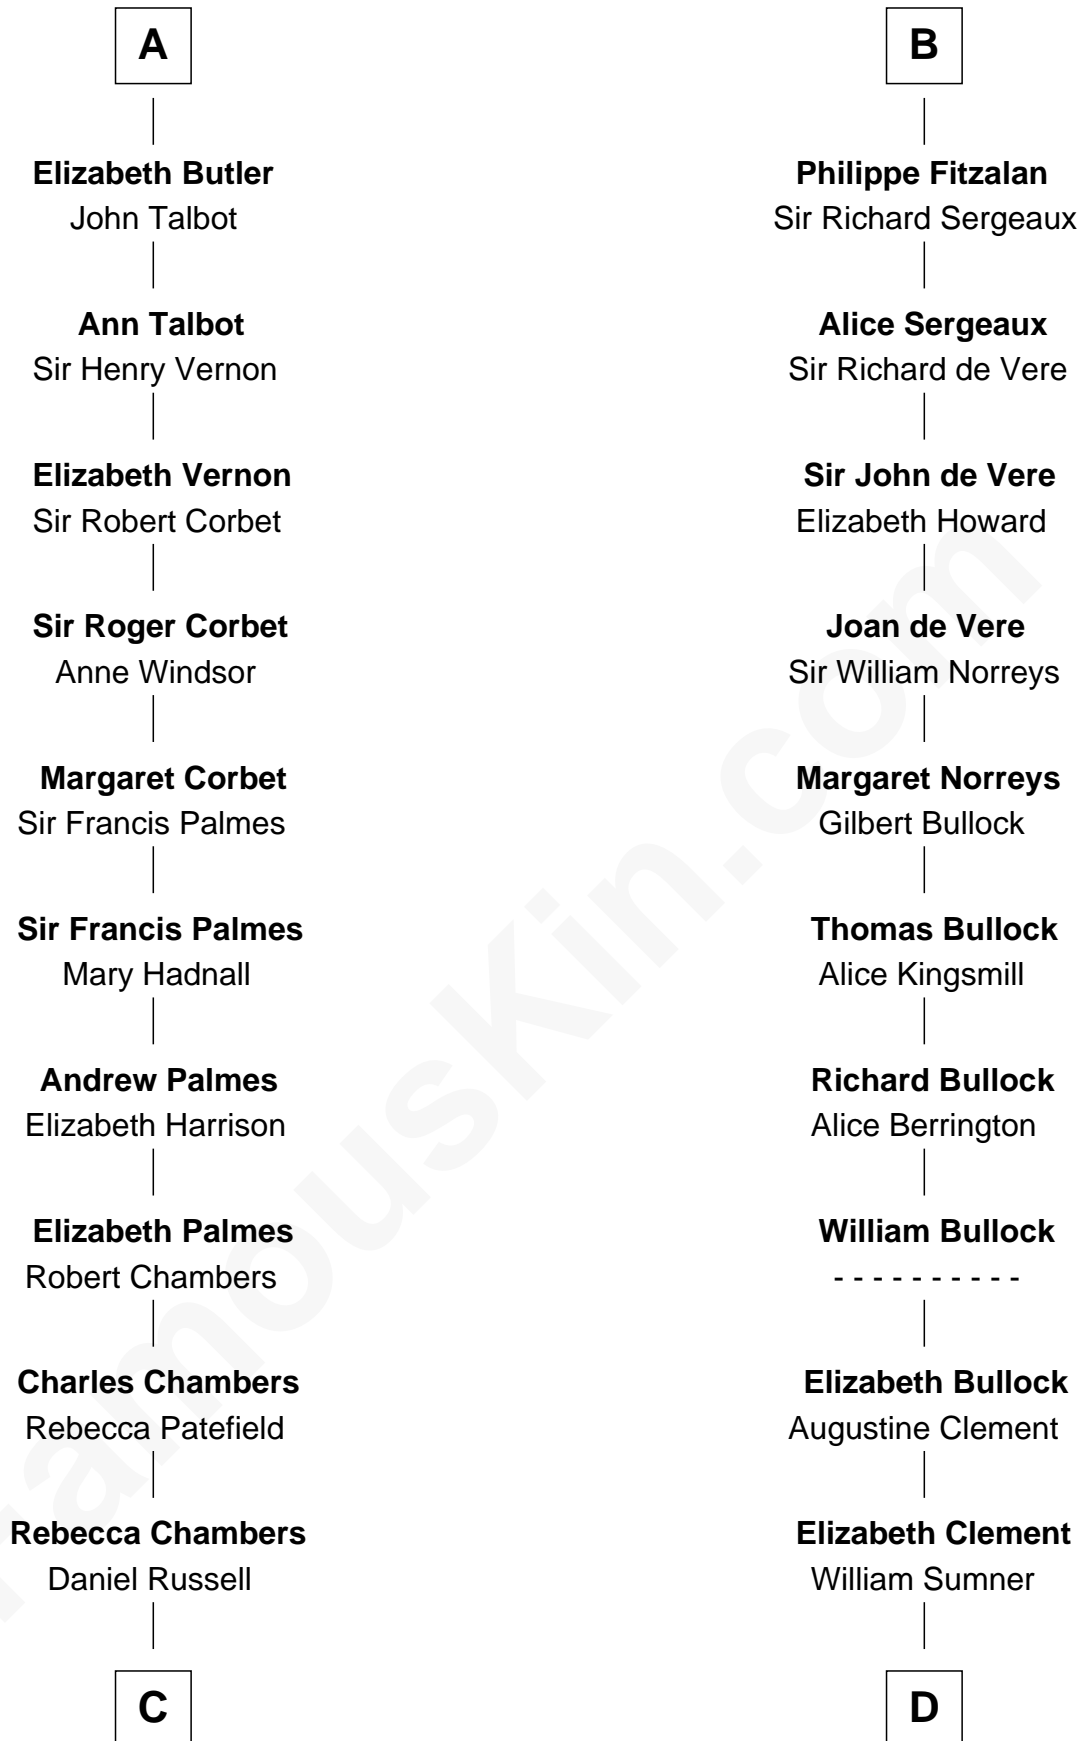 A
Elizabeth Butler
John Talbot
Ann Talbot
Sir Henry Vernon
Elizabeth Vernon
Sir Robert Corbet
Sir Roger Corbet
Anne Windsor
Margaret Corbet
Sir Francis Palmes
Sir Francis Palmes
Mary Hadnall
Andrew Palmes
Elizabeth Harrison
Elizabeth Palmes
Robert Chambers
Charles Chambers
Rebecca Patefield
Rebecca Chambers
Daniel Russell
C
B
Philippe Fitzalan
Sir Richard Sergeaux
Alice Sergeaux
Sir Richard de Vere
Sir John de Vere
Elizabeth Howard
Joan de Vere
Sir William Norreys
Margaret Norreys
Gilbert Bullock
Thomas Bullock
Alice Kingsmill
Richard Bullock
Alice Berrington
William Bullock
- - - - - - - - - -
Elizabeth Bullock
Augustine Clement
Elizabeth Clement
William Sumner
D
FamousKin.com